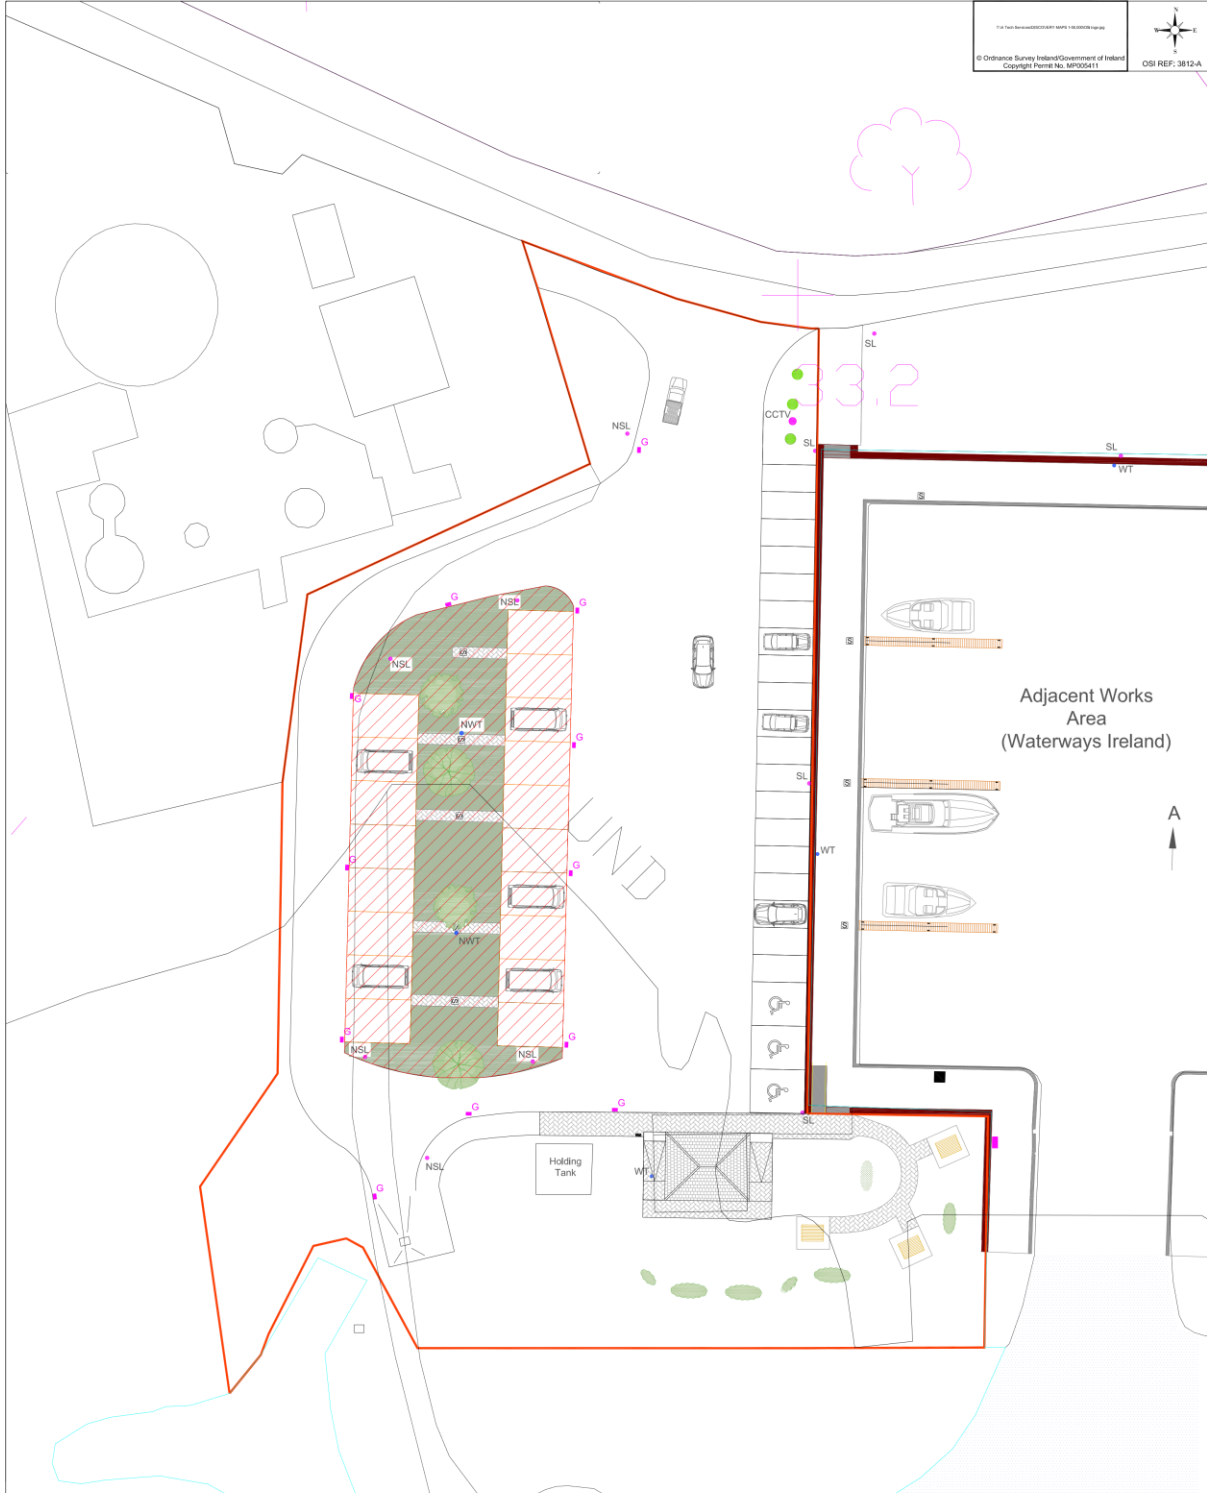 N
W E
S
© Ordnance Survey Ireland/Government of Ireland
Copyright Permit No. MP005411
OSI REF: 3812-A
SL
33.2
CCTV
NSL
G
SL
SL
WT
G
NSL
G
NSL
G
NWT
G
Adjacent Works
Area
(Waterways Ireland)
SL
A
UND
WT
G
G
NWT
G
NSL
NSL
G
G
G
SL
Holding
Tank
NSL
WT
G